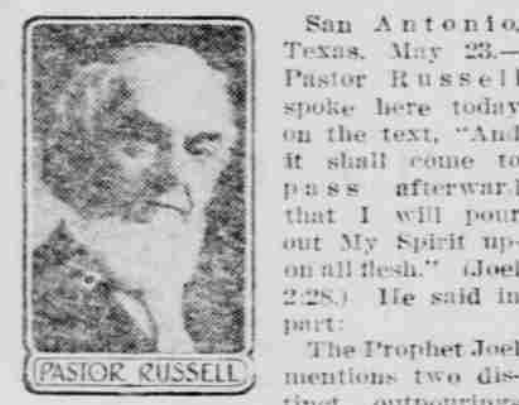 San Antonio,
Texas. May 23.—
Pastor Russell
spoke here today
on the text, "And
it shall come to
pass afterward
that I will pour
out My Spirit up-
on all flesh." (Joel
2:28.) He said in
part:
The Prophet Joel
mentions two dis-
tinct outpourings
PASTOR RUSSELL